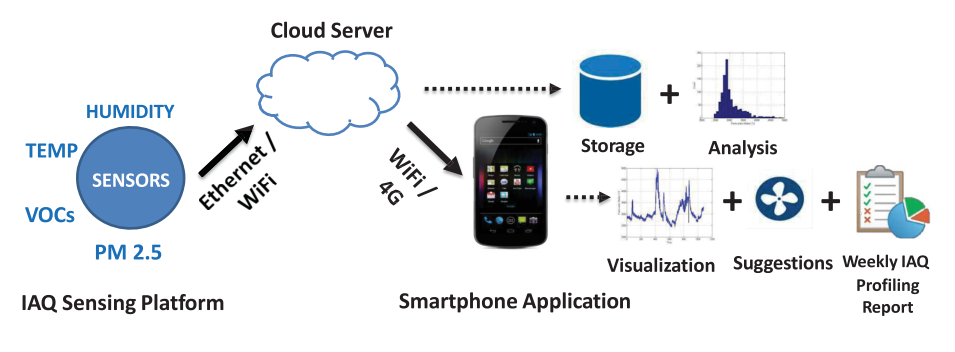 Cloud Server
HUMIDITY
TEMP
SENSORS
VOCs
PM 2.5
IAQ Sensing Platform
Ethernet /
WiFi
WiFi /
4G
Google
Smartphone Application
Storage
+
Analysis
Visualization
+
Suggestions
+
Weekly IAQ
Profiling
Report